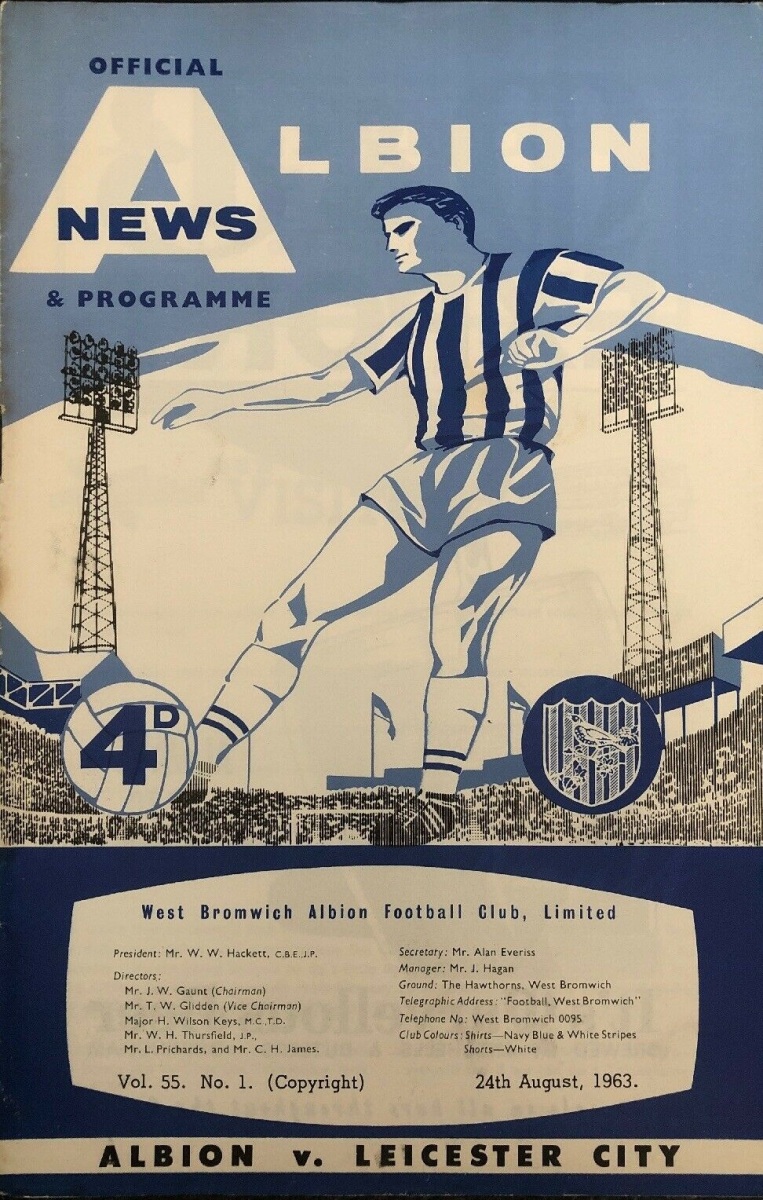 OFFICIAL
ALBION
NEWS
& PROGRAMME
4D
West Bromwich Albion Football Club, Limited
President: Mr. W. W. Hackett, C.B.E.,J.P.
Directors:
Mr. J. W. Gaunt (Chairman)
Mr. T. W. Glidden (Vice Chairman)
Major H. Wilson Keys, M.C.,T.D.
Mr. W. H. Thursfield, J.P.,
Mr. L. Prichards, and Mr. C. H. James.
Secretary: Mr. Alan Everiss
Manager: Mr. J. Hagan
Ground: The Hawthorns, West Bromwich
Telegraphic Address: "Football, West Bromwich"
Telephone No: West Bromwich 0095
Club Colours: Shirts—Navy Blue & White Stripes
Shorts—White
Vol. 55. No. 1. (Copyright)
24th August, 1963.
ALBION v. LEICESTER CITY